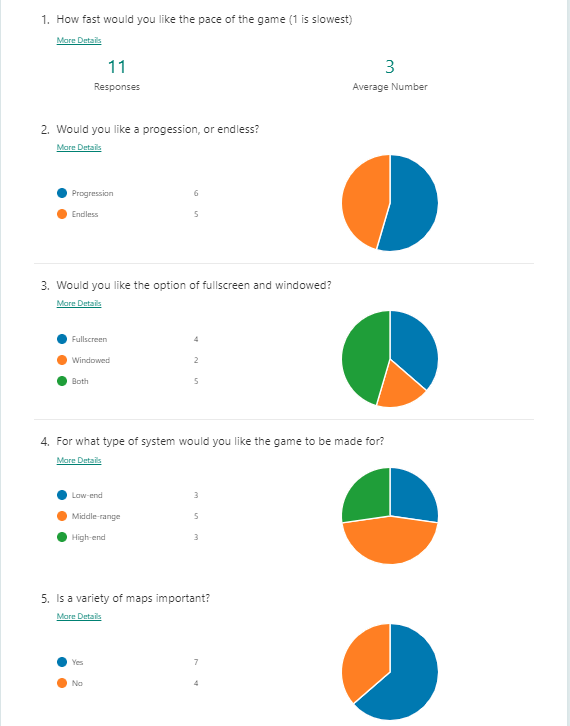 1. How fast would you like the pace of the game (1 is slowest)
More Details
11 3
Responses Average Number
2. Would you like a progession, or endless?
More Details
Progression 6
Endless 5
3. Would you like the option of fullscreen and windowed?
More Details
Fullscreen 4
Windowed 2
Both 5
4. For what type of system would you like the game to be made for?
More Details
Low-end 3
Middle-range 5
High-end 3
5. Is a variety of maps important?
More Details
Yes 7
No 4